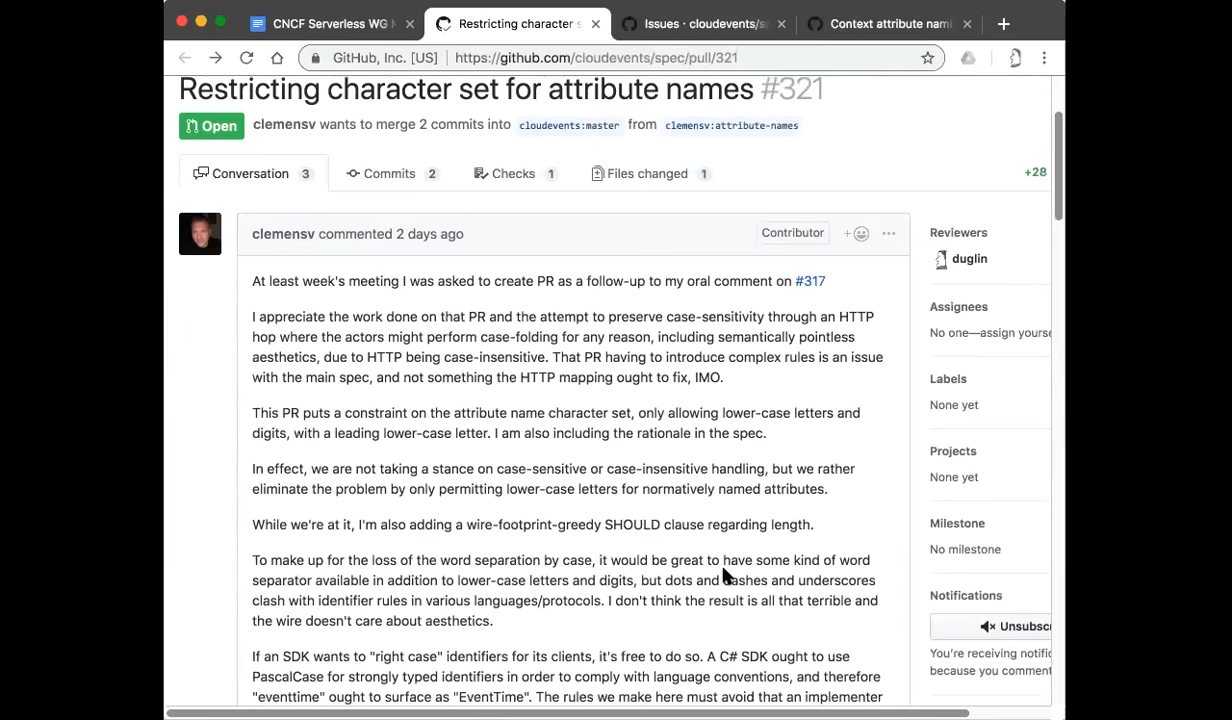 CNCF Serverless WG
Restricting character s
Issues · cloudevents/s
Context attribute nami
GitHub, Inc. [US]
https://github.com/cloudevents/spec/pull/321
Restricting character set for attribute names #321
Open
clemensv wants to merge 2 commits into cloudevents:master from clemensv:attribute-names
Conversation 3
Commits 2
Checks 1
Files changed 1
+28
clemensv commented 2 days ago
Contributor
At least week's meeting I was asked to create PR as a follow-up to my oral comment on #317
I appreciate the work done on that PR and the attempt to preserve case-sensitivity through an HTTP
hop where the actors might perform case-folding for any reason, including semantically pointless
aesthetics, due to HTTP being case-insensitive. That PR having to introduce complex rules is an issue
with the main spec, and not something the HTTP mapping ought to fix, IMO.
This PR puts a constraint on the attribute name character set, only allowing lower-case letters and
digits, with a leading lower-case letter. I am also including the rationale in the spec.
In effect, we are not taking a stance on case-sensitive or case-insensitive handling, but we rather
eliminate the problem by only permitting lower-case letters for normatively named attributes.
While we're at it, I'm also adding a wire-footprint-greedy SHOULD clause regarding length.
To make up for the loss of the word separation by case, it would be great to have some kind of word
separator available in addition to lower-case letters and digits, but dots and dashes and underscores
clash with identifier rules in various languages/protocols. I don't think the result is all that terrible and
the wire doesn't care about aesthetics.
If an SDK wants to "right case" identifiers for its clients, it's free to do so. A C# SDK ought to use
PascalCase for strongly typed identifiers in order to comply with language conventions, and therefore
"eventtime" ought to surface as "EventTime". The rules we make here must avoid that an implementer
Reviewers
duglin
Assignees
No one—assign yourse
Labels
None yet
Projects
None yet
Milestone
No milestone
Notifications
Unsubscr
You're receiving notific
because you comment